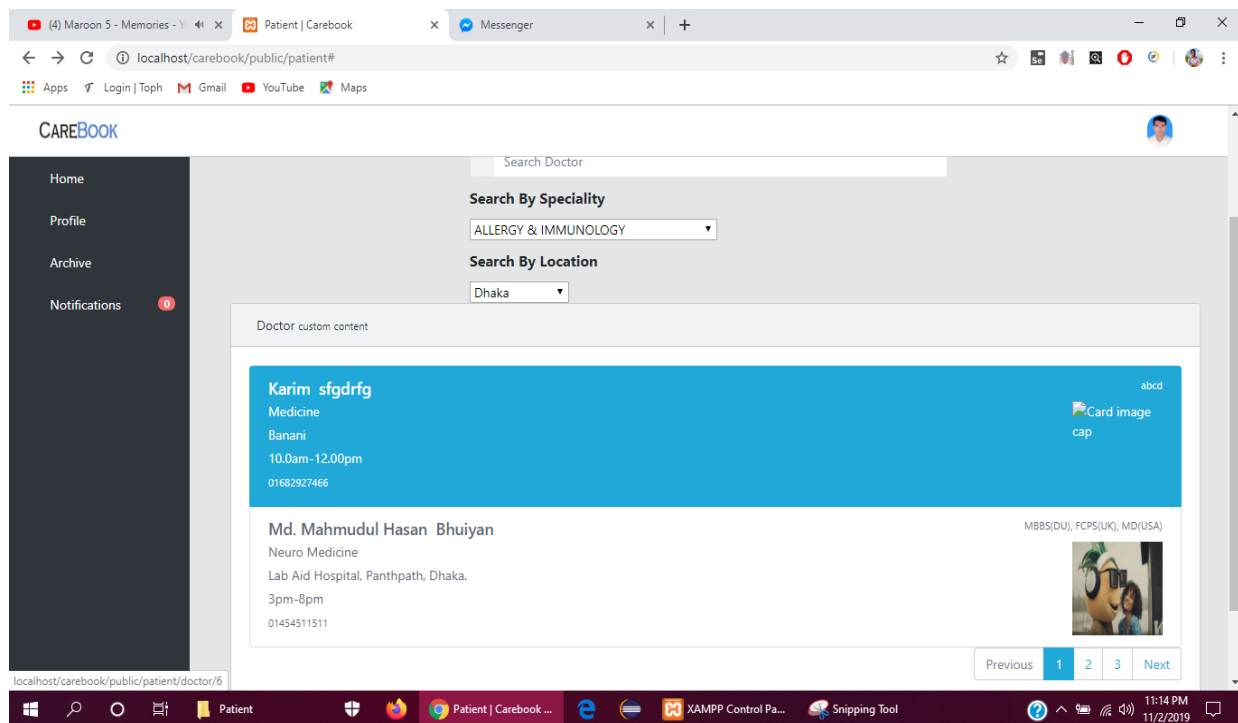 (4) Maroon 5 - Memories - Y
Patient | Carebook
Messenger
localhost/carebook/public/patient#
Apps
Login | Toph
Gmail
YouTube
Maps
CAREBOOK
Home
Profile
Archive
Notifications
0
Search Doctor
Search By Speciality
ALLERGY & IMMUNOLOGY
Search By Location
Dhaka
Doctor custom content
Karim sfgdrfg
abcd
Medicine
Card image cap
Banani
10.0am-12.00pm
01682927466
Md. Mahmudul Hasan Bhuiyan
MBBS(DU), FCPS(UK), MD(USA)
Neuro Medicine
Lab Aid Hospital, Panthpath, Dhaka.
3pm-8pm
01454511511
Previous 1 2 3 Next
localhost/carebook/public/patient/doctor/6
Patient
Patient | Carebook ...
XAMPP Control Pa...
Snipping Tool
11:14 PM
11/2/2019